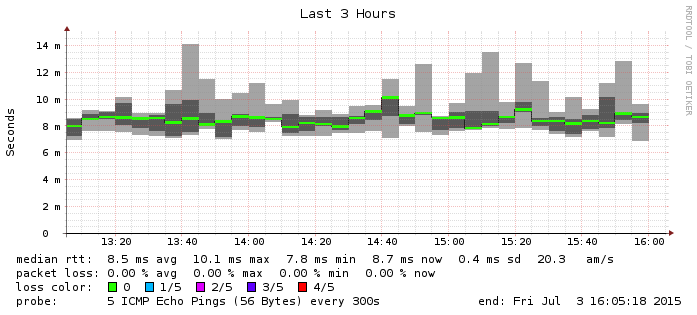 Last 3 Hours
RRDTOOL / TOBI OETIKER
Seconds
14 m
12 m
10 m
8 m
6 m
4 m
2 m
0
13:20 13:40 14:00 14:20 14:40 15:00 15:20 15:40 16:00
median rtt: 8.5 ms avg 10.1 ms max 7.8 ms min 8.7 ms now 0.4 ms sd 20.3 am/s
packet loss: 0.00 % avg 0.00 % max 0.00 % min 0.00 % now
loss color: 0 1/5 2/5 3/5 4/5
probe: 5 ICMP Echo Pings (56 Bytes) every 300s end: Fri Jul 3 16:05:18 2015